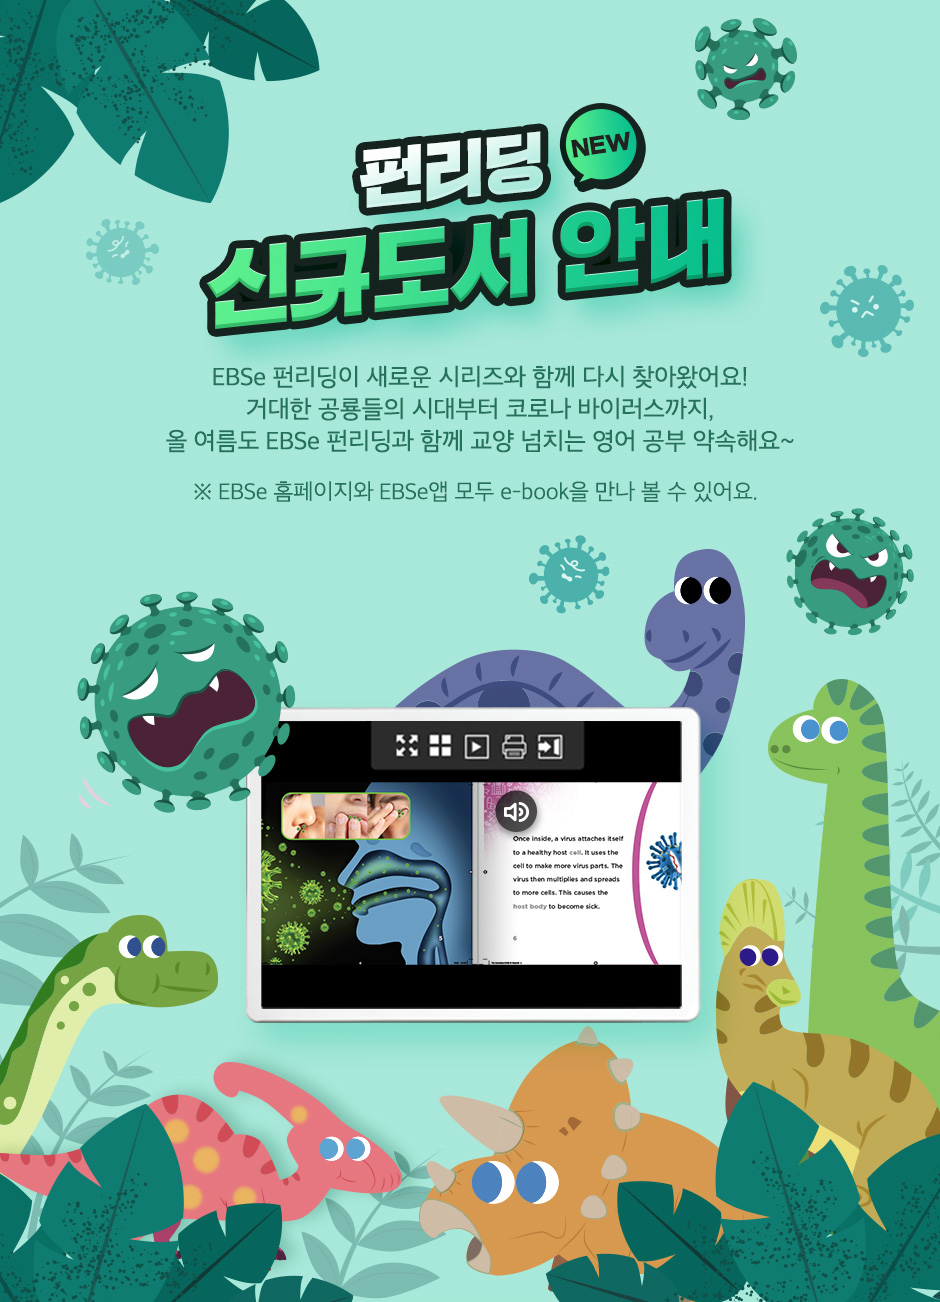 펀리딩 NEW
신규도서 안내
EBSe 펀리딩이 새로운 시리즈와 함께 다시 찾아왔어요!
거대한 공룡들의 시대부터 코로나 바이러스까지,
올 여름도 EBSe 펀리딩과 함께 교양 넘치는 영어 공부 약속해요~
※ EBSe 홈페이지와 EBSe앱 모두 e-book을 만나 볼 수 있어요.
Once inside, a virus attaches itself
to a healthy host cell. It uses the
cell to make more virus parts. The
virus then multiplies and spreads
to more cells. This causes the
host body to become sick.
5
6